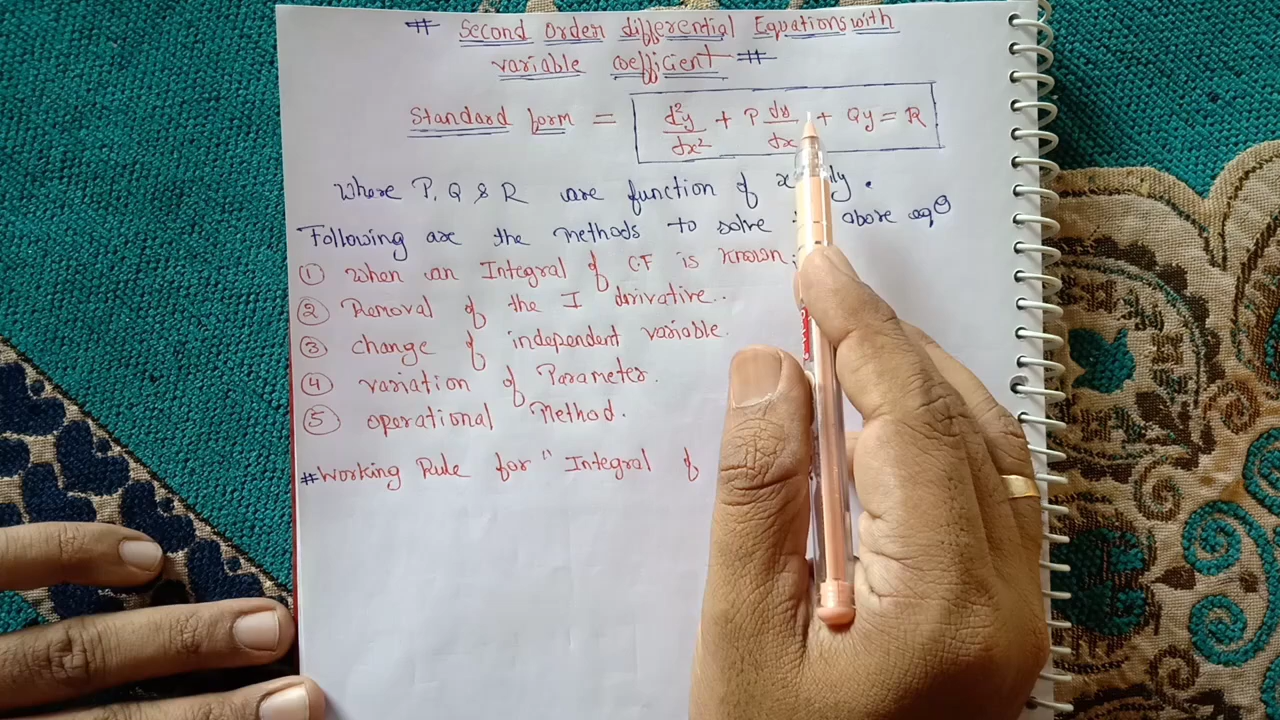 # Second Order differential Equations with
variable coefficient #
Standard form = d²y/dx² + P dy/dx + Qy = R
Where P, Q & R are function of x
Following are the methods to solve above eqⁿ
① When an Integral of CF is known.
② Removal of the I derivative.
③ change of independent variable.
④ variation of Parameter.
⑤ operational Method.
# Working Rule for " Integral of